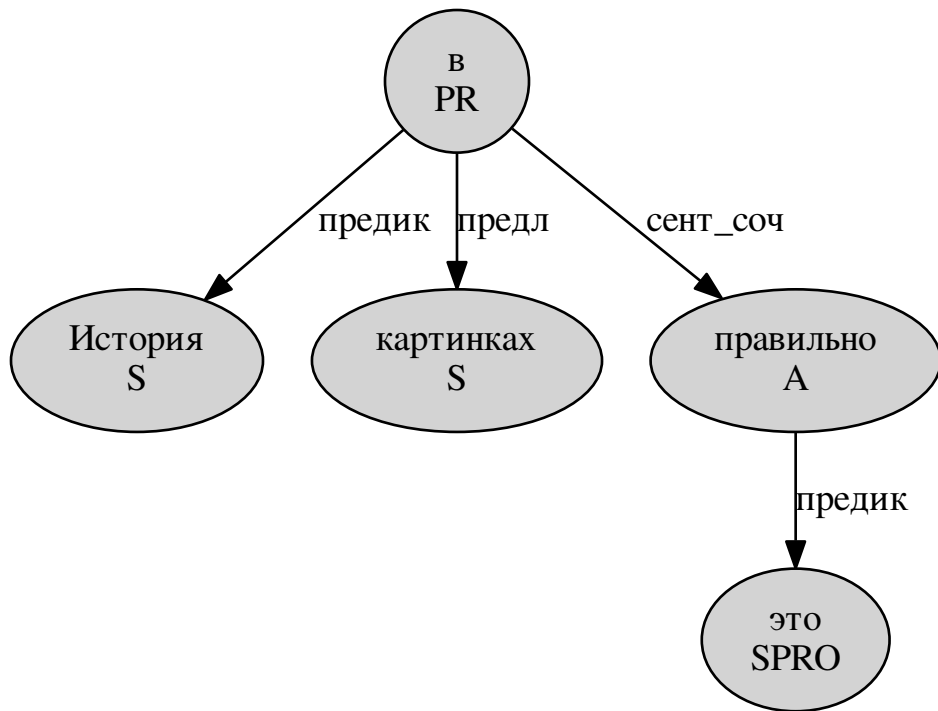 в
PR
предик
предл
сент_соч
История
S
картинках
S
правильно
A
предик
это
SPRO